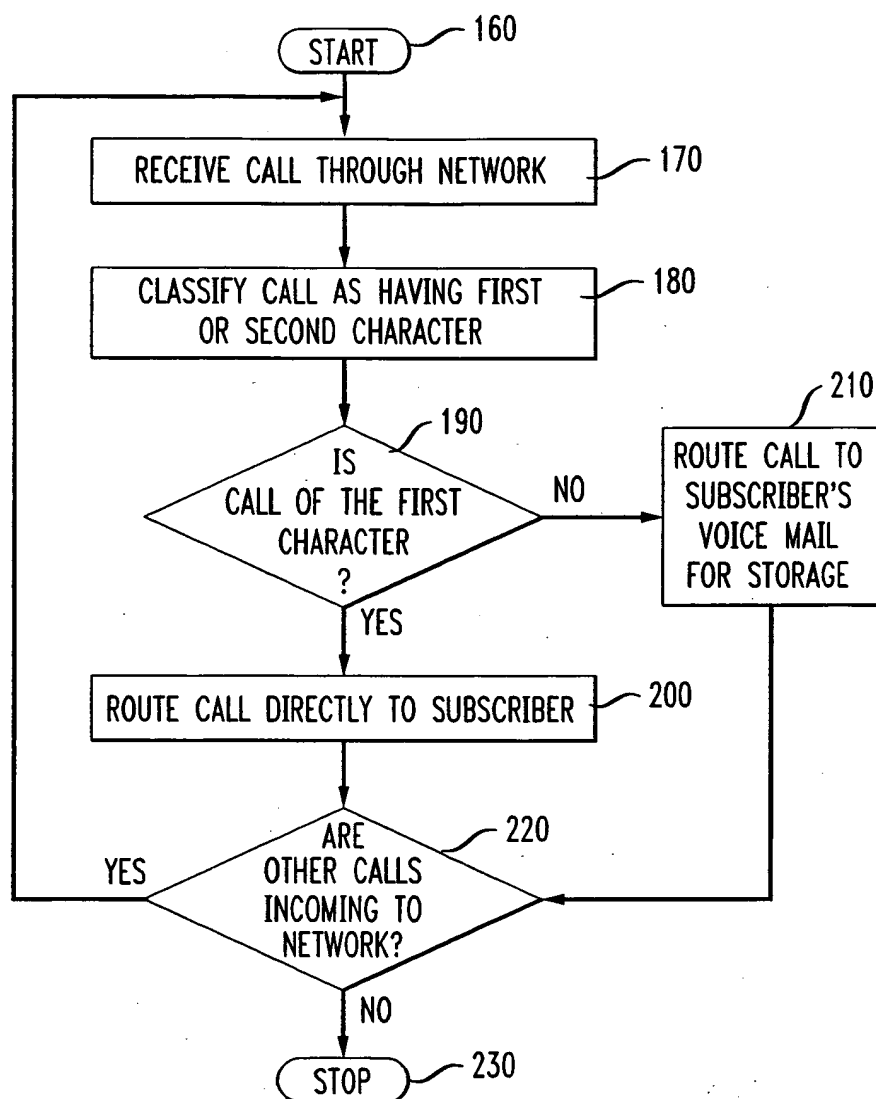 START
160
RECEIVE CALL THROUGH NETWORK
170
CLASSIFY CALL AS HAVING FIRST
OR SECOND CHARACTER
180
190
IS
CALL OF THE FIRST
CHARACTER
?
NO
YES
210
ROUTE CALL TO
SUBSCRIBER'S
VOICE MAIL
FOR STORAGE
ROUTE CALL DIRECTLY TO SUBSCRIBER
200
220
ARE
OTHER CALLS
INCOMING TO
NETWORK?
YES
NO
STOP
230